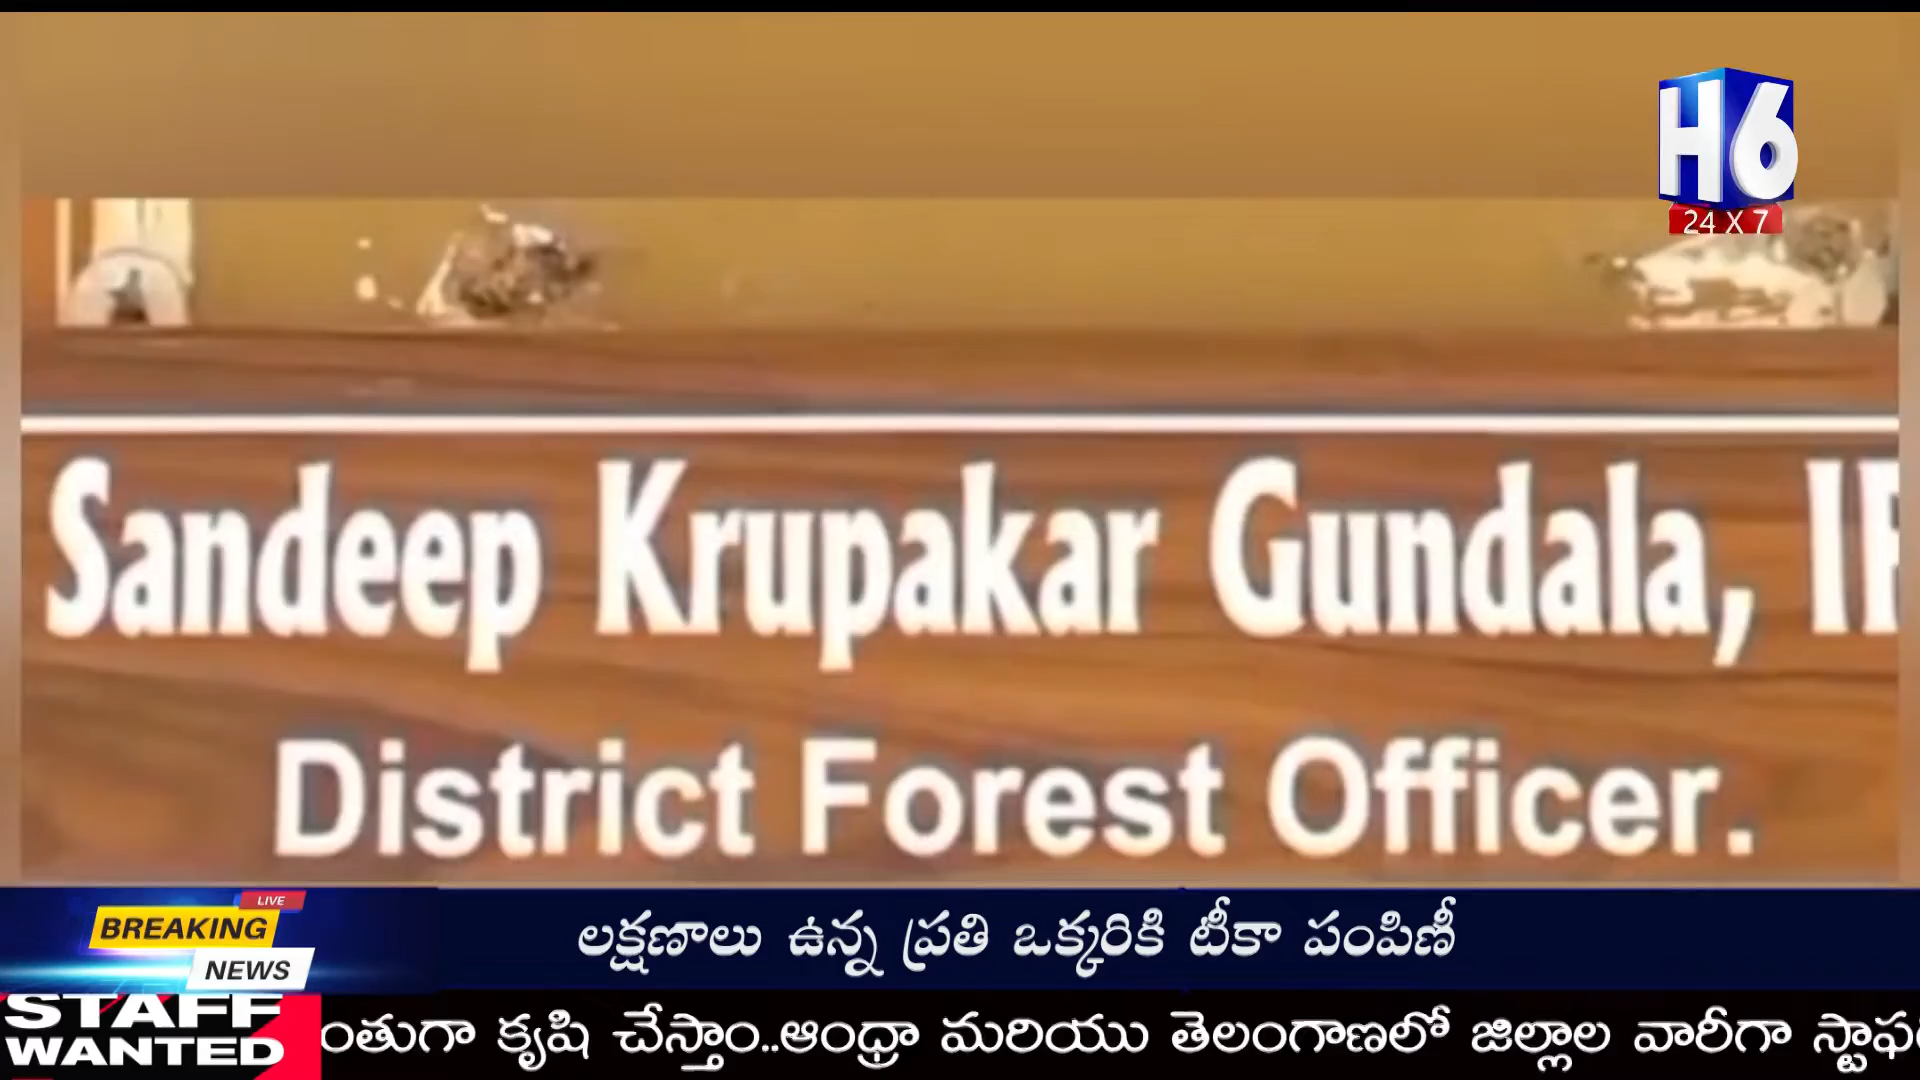 H6
24 X 7
Sandeep Krupakar Gundala, IF
District Forest Officer.
LIVE
BREAKING
NEWS
లక్షణాలు ఉన్న ప్రతి ఒక్కరికి టీకా పంపిణీ
STAFF
WANTED
ంతుగా కృషి చేస్తాం..ఆంధ్రా మరియు తెలంగాణలో జిల్లాల వారీగా స్టాఫ